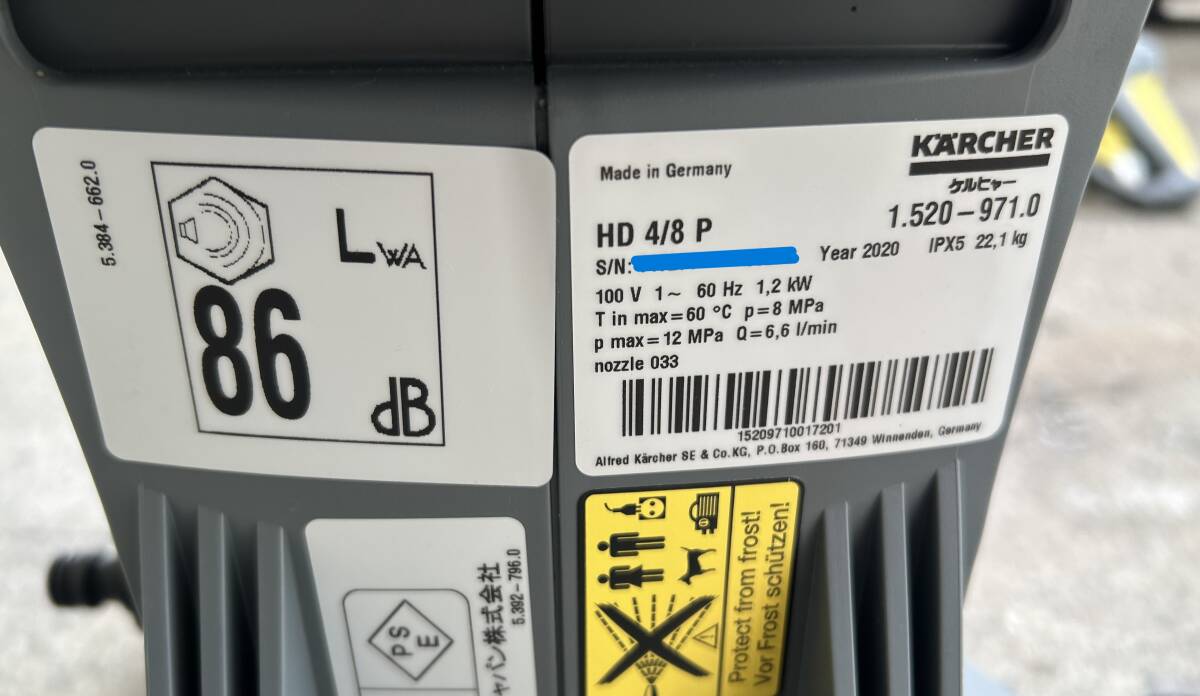 5.384-662.0
LWA
86
dB
KÄRCHER
ケルヒャー
Made in Germany
1.520-971.0
HD 4/8 P
S/N:
Year 2020 IPX5 22,1 kg
100 V 1~ 60 Hz 1,2 kW
T in max=60 °C p=8 MPa
p max=12 MPa Q=6,6 l/min
nozzle 033
15209710017201
Alfred Kärcher SE & Co.KG, P.O.Box 160, 71349 Winnenden, Germany
PS
E
ャパン株式会社
5.392-796.0
Protect from frost!
Vor Frost schützen!